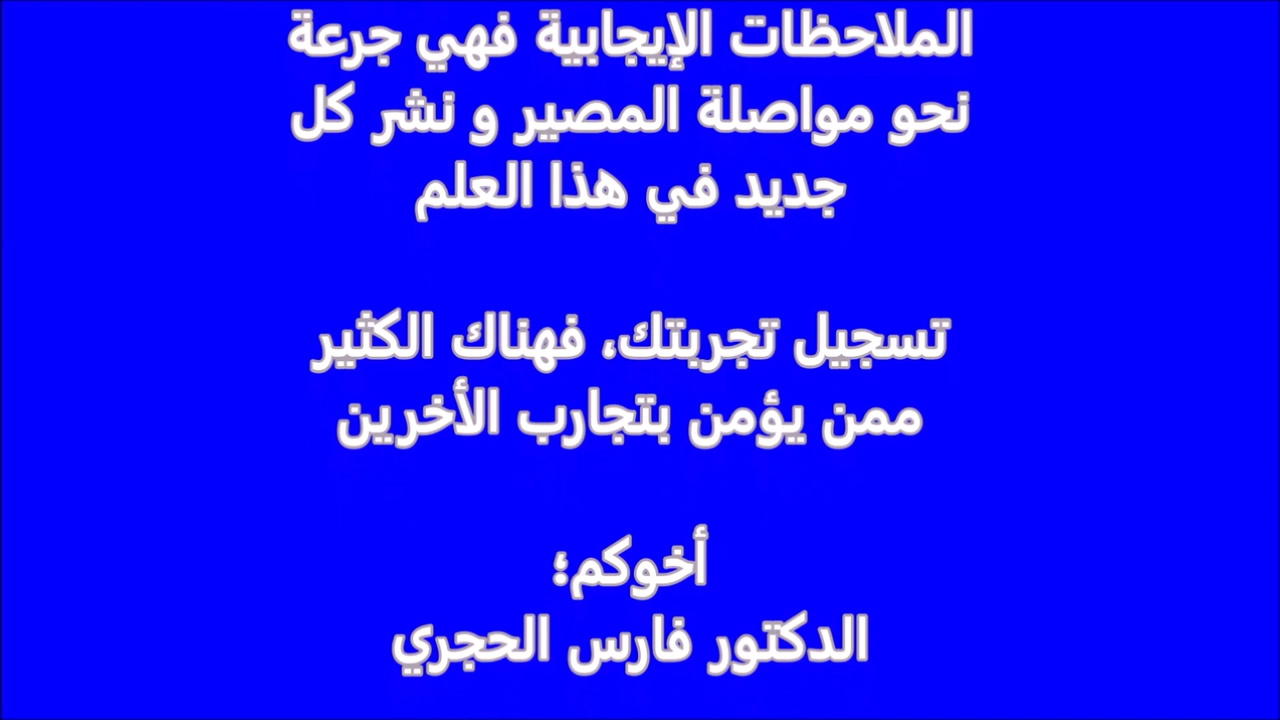 الملاحظات الإيجابية فهي جرعة
نحو مواصلة المصير و نشر كل
جديد في هذا العلم
تسجيل تجربتك، فهناك الكثير
ممن يؤمن بتجارب الأخرين
أخوكم؛
الدكتور فارس الحجري